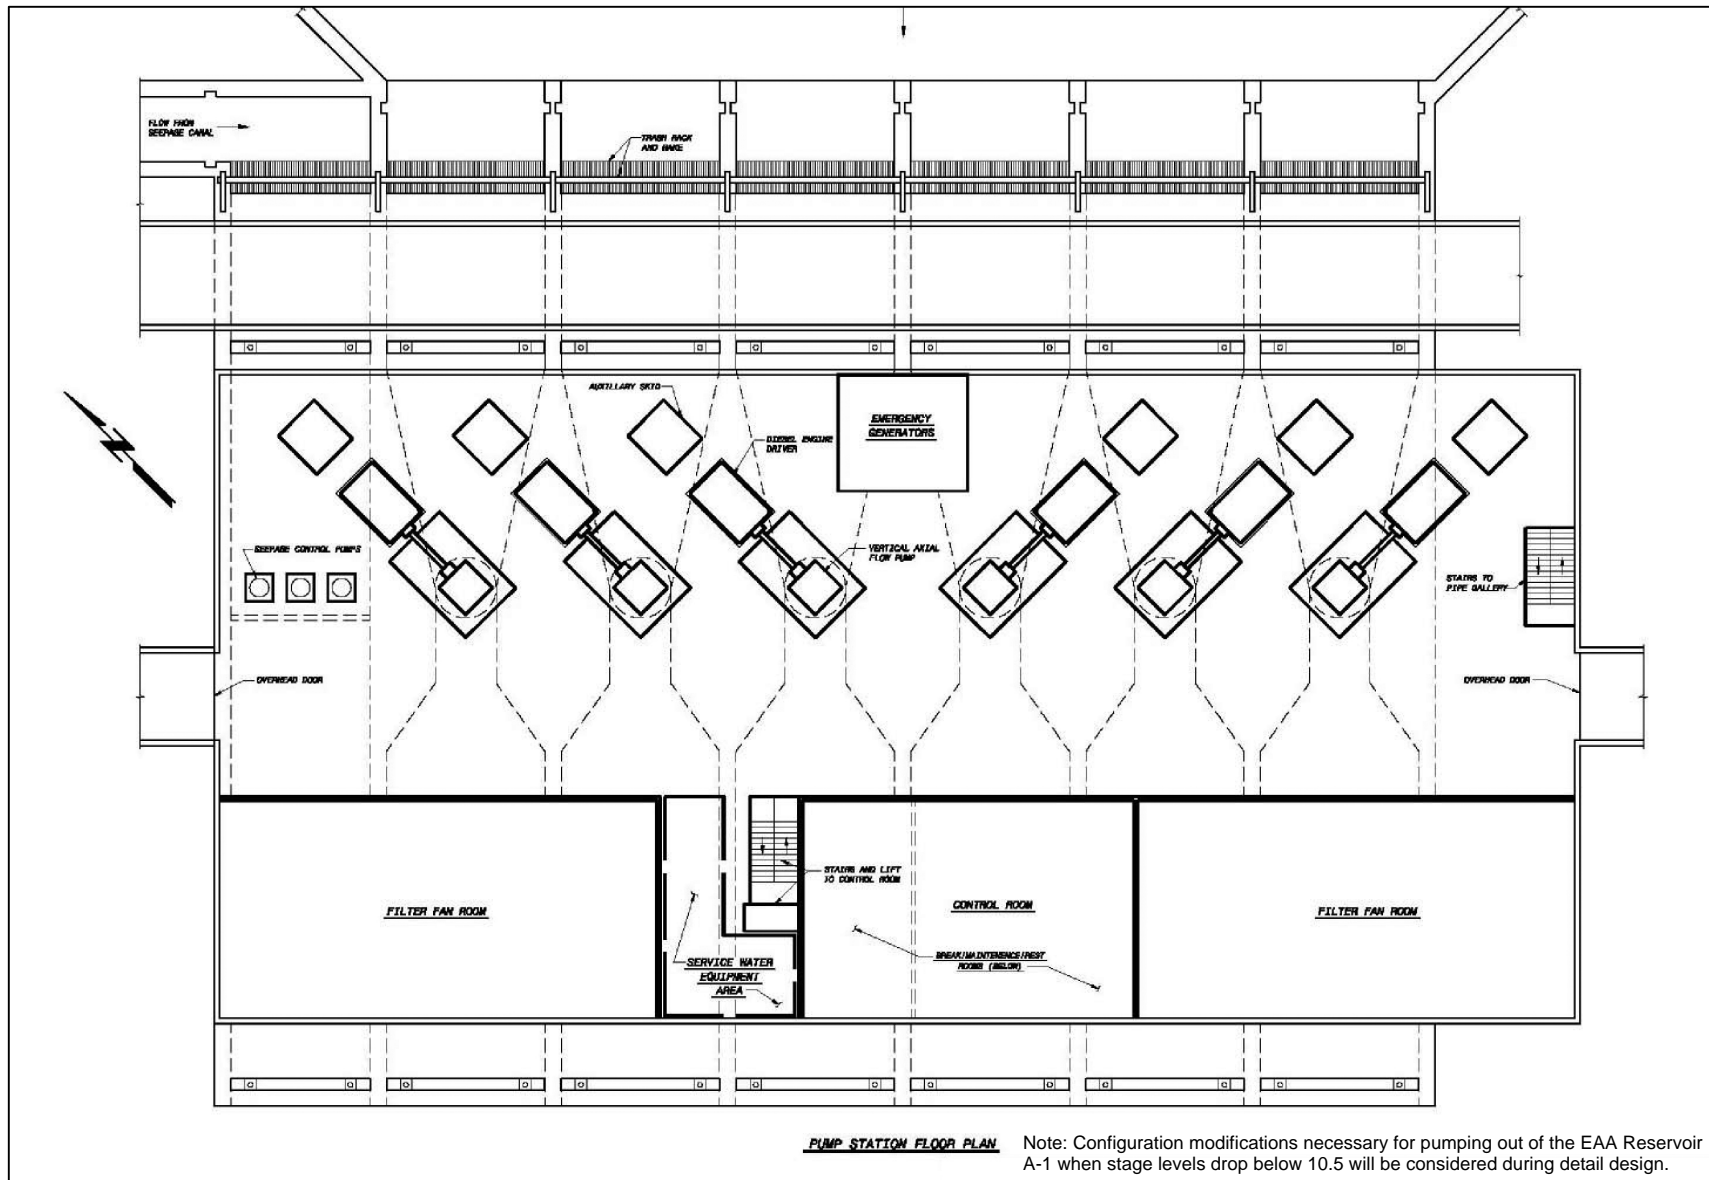 FLOW FROM
SEEPAGE CANAL
TRASH RACK
AND RAKE
AUXILLARY SKID
EMERGENCY
GENERATORS
DIESEL ENGINE
DRIVER
SEEPAGE CONTROL PUMPS
VERTICAL AXIAL
FLOW PUMP
STAIRS TO
PIPE GALLERY
OVERHEAD DOOR
OVERHEAD DOOR
STAIRS AND LIFT
TO CONTROL ROOM
FILTER FAN ROOM
CONTROL ROOM
FILTER FAN ROOM
SERVICE WATER
EQUIPMENT
AREA
BREAK/MAINTENENCE/REST
ROOMS (BELOW)
PUMP STATION FLOOR PLAN
Note: Configuration modifications necessary for pumping out of the EAA Reservoir
A-1 when stage levels drop below 10.5 will be considered during detail design.